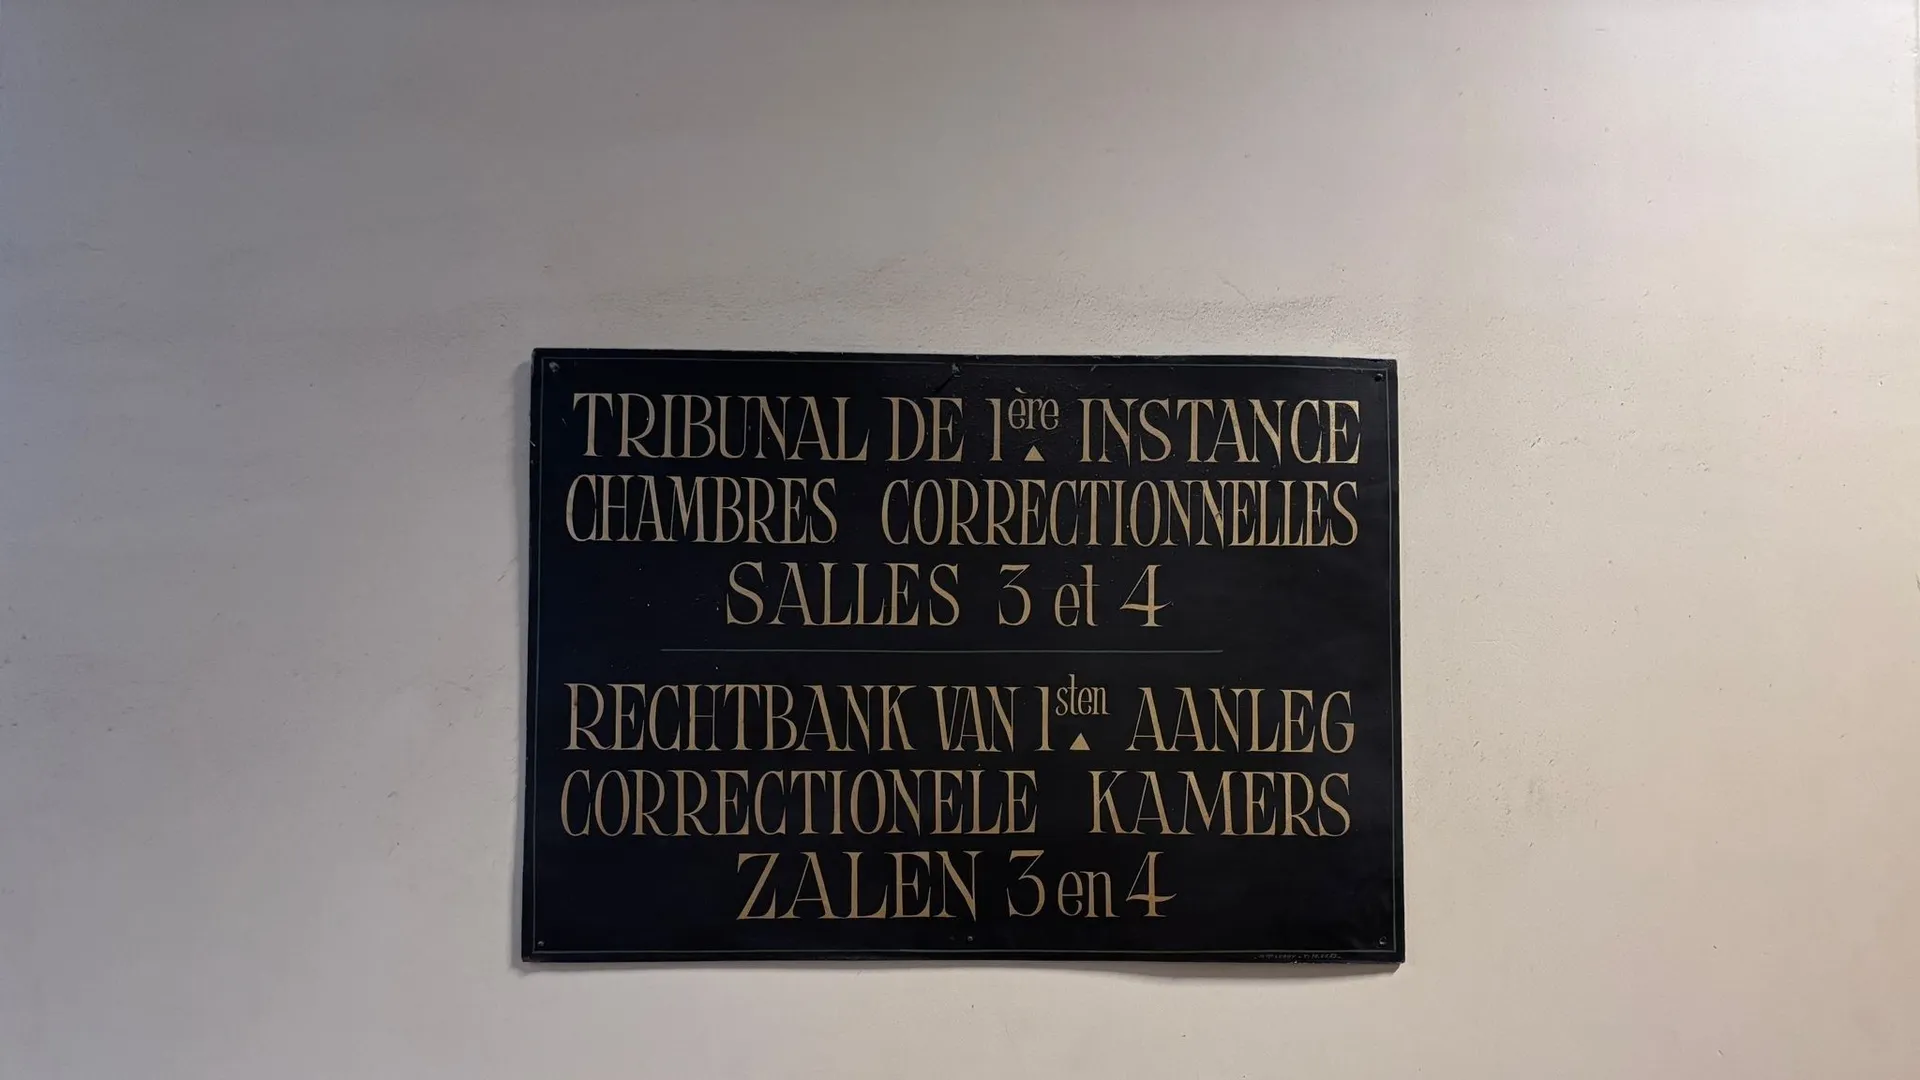 TRIBUNAL DE 1ère INSTANCE
CHAMBRES CORRECTIONNELLES
SALLES 3 et 4
RECHTBANK VAN 1sten AANLEG
CORRECTIONELE KAMERS
ZALEN 3 en 4